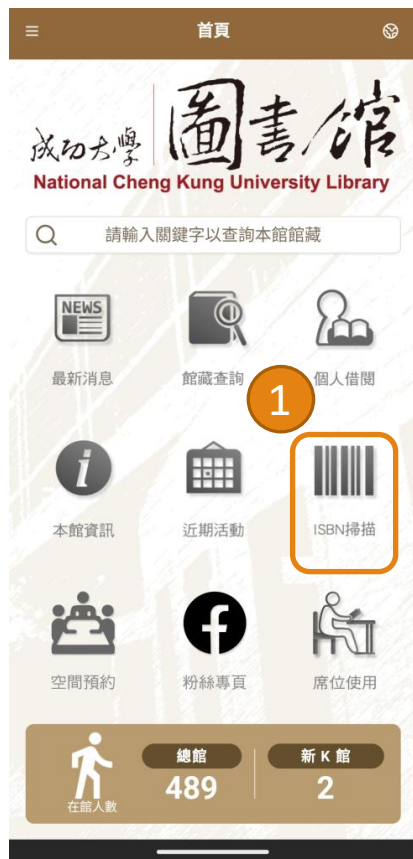 首頁
成功大學 圖書館
National Cheng Kung University Library
請輸入關鍵字以查詢本館館藏
NEWS
最新消息
館藏查詢
個人借閱
1
本館資訊
近期活動
ISBN掃描
空間預約
粉絲專頁
席位使用
在館人數
總館
489
新 K 館
2